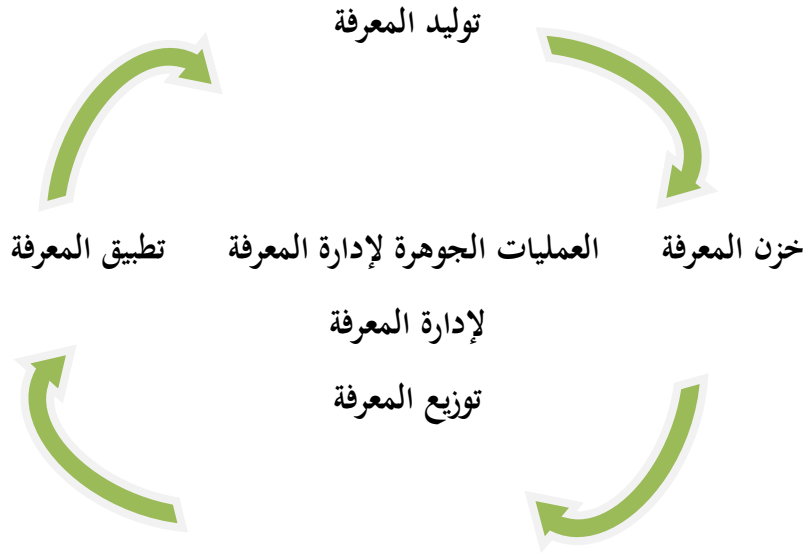 توليد المعرفة
خزن المعرفة العمليات الجوهرة لإدارة المعرفة تطبيق المعرفة
لإدارة المعرفة
توزيع المعرفة